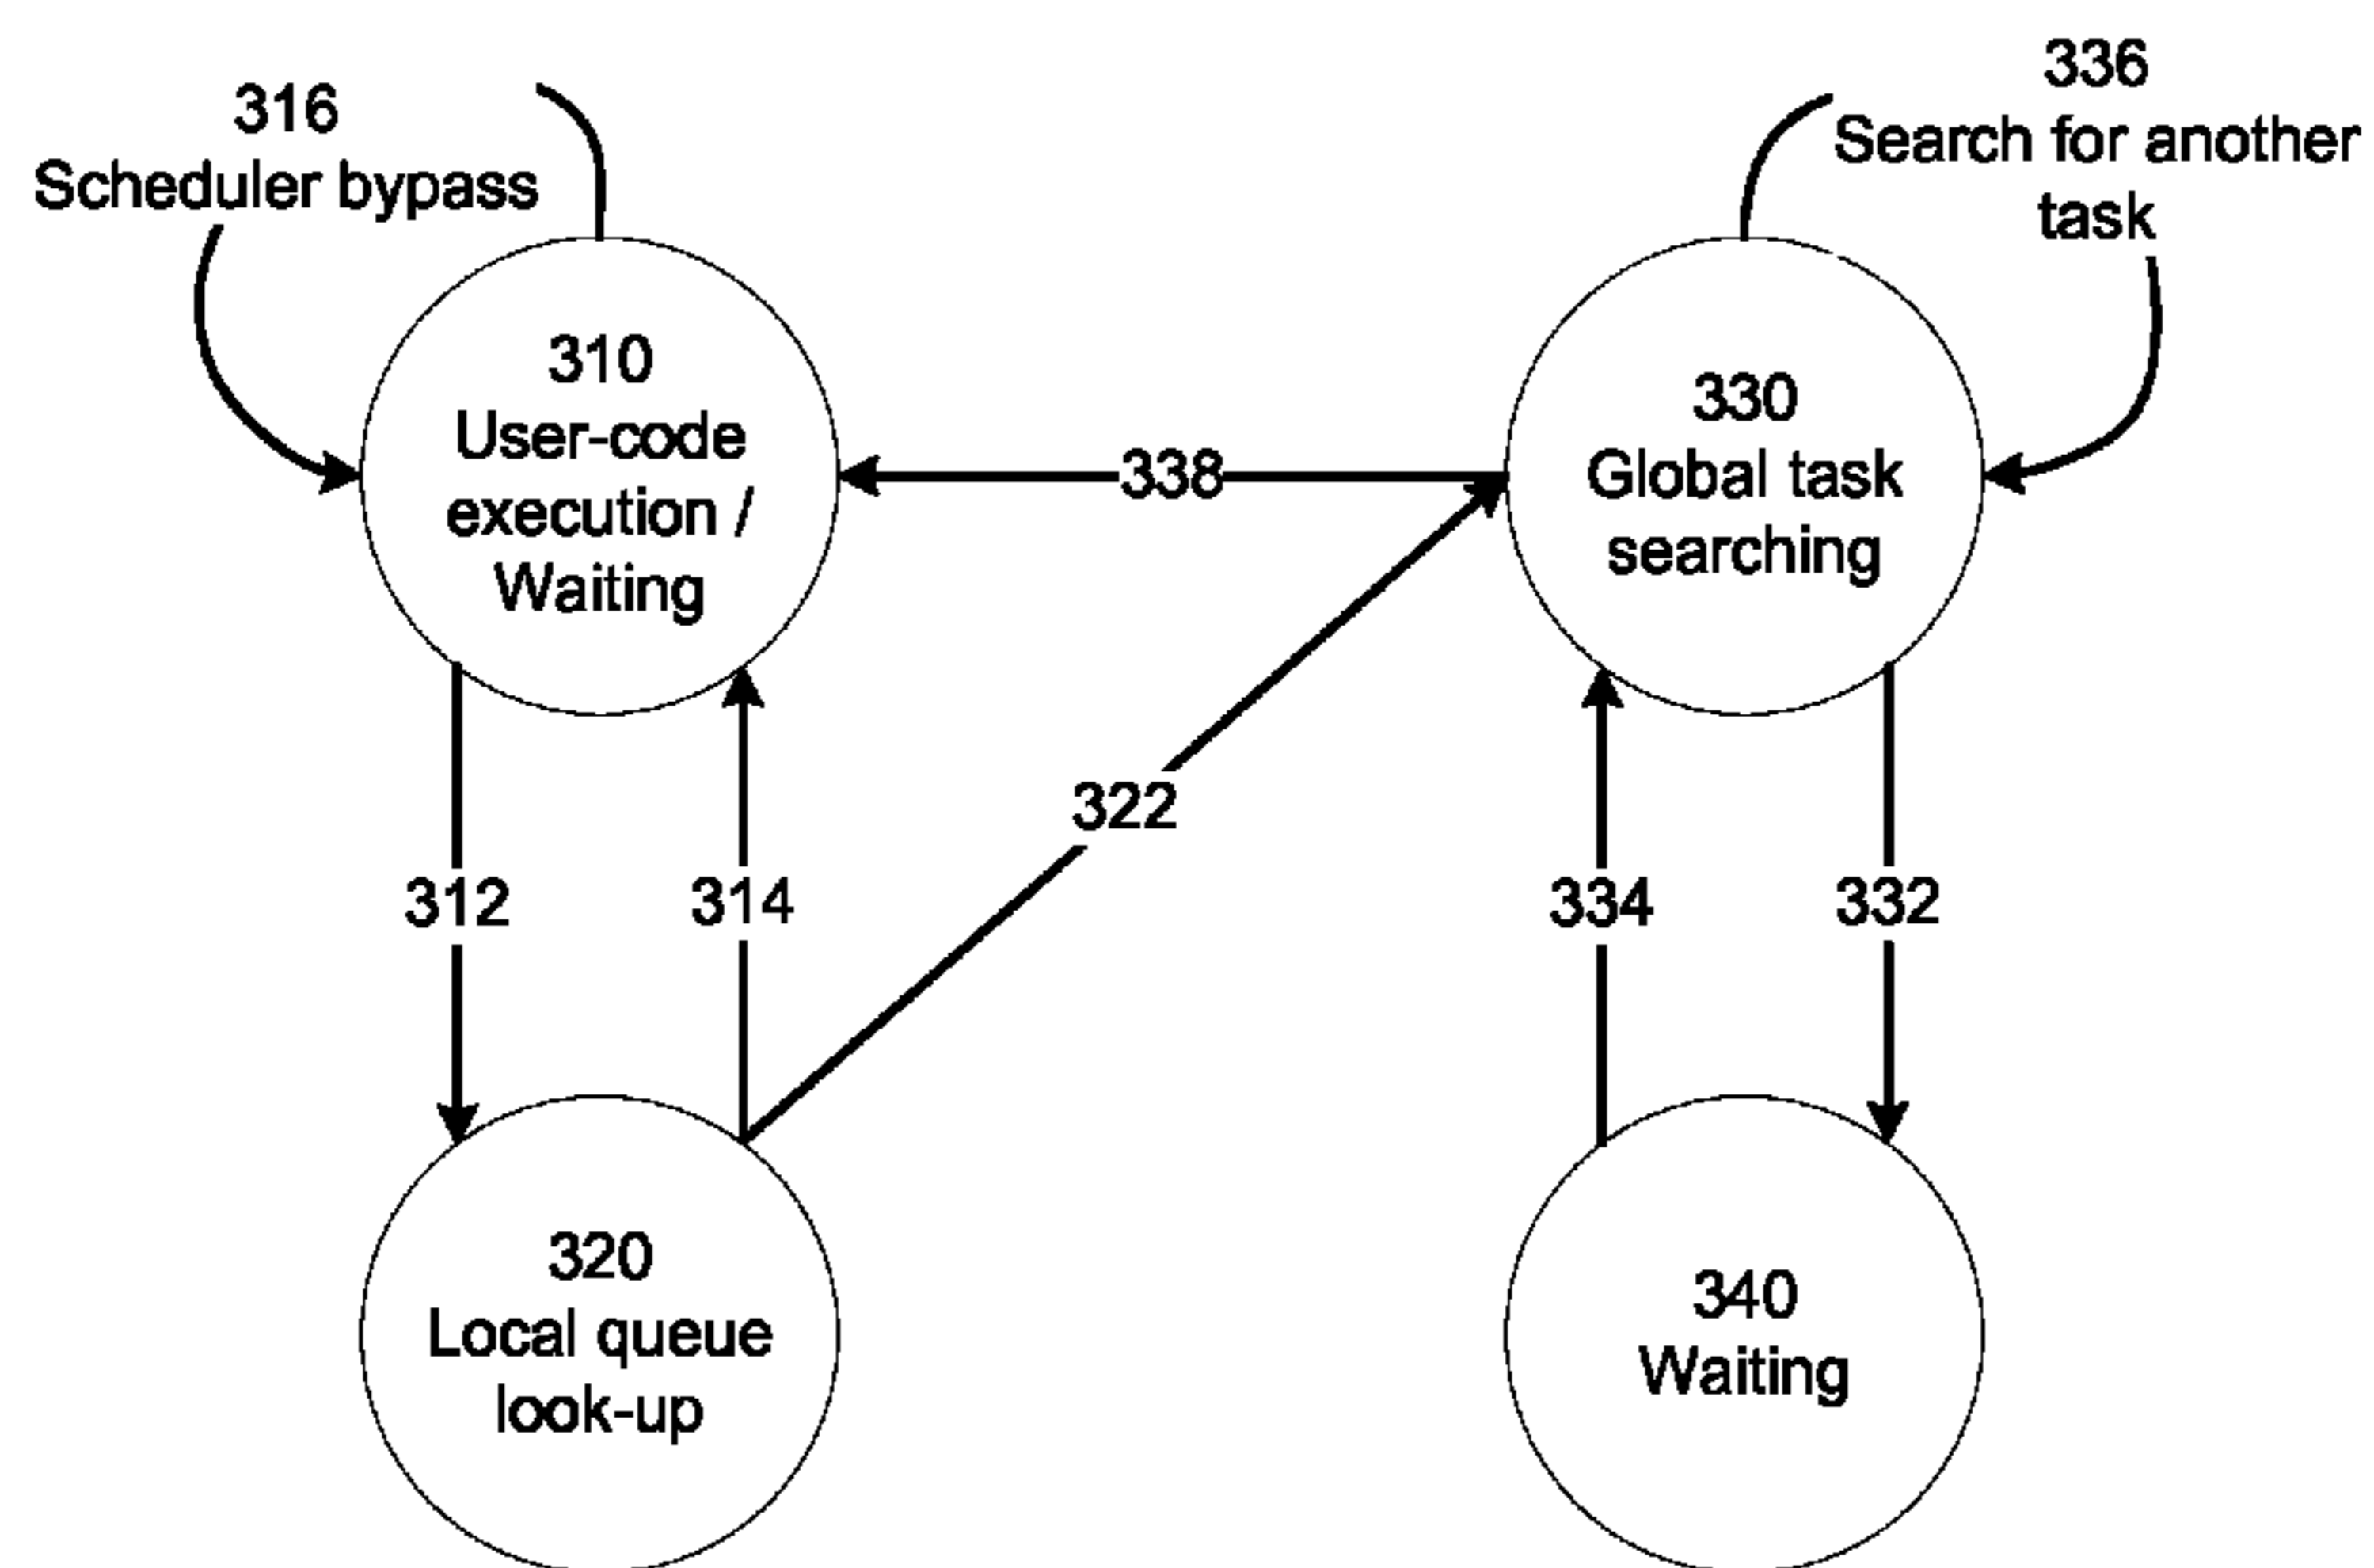 316
Scheduler bypass
336
Search for another
task
310
User-code
execution /
Waiting
330
Global task
searching
338
322
312
314
334
332
320
Local queue
look-up
340
Waiting